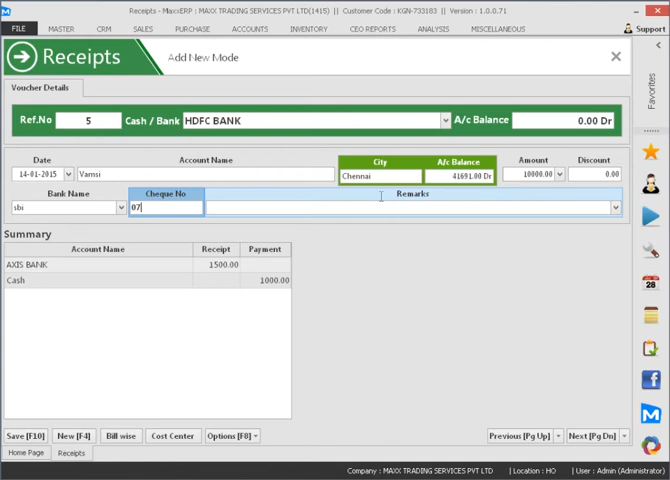 Receipts - MaxxERP : MAXX TRADING SERVICES PVT LTD(1415) | Customer Code : KGN-733183 | Version : 1.0.0.71
FILE MASTER CRM SALES PURCHASE ACCOUNTS INVENTORY CEO REPORTS ANALYSIS MISCELLANEOUS Support
Receipts Add New Mode
Favorites
Voucher Details
Ref.No 5 Cash / Bank HDFC BANK A/c Balance 0.00 Dr
Date Account Name City A/c Balance Amount Discount
14-01-2015 Vamsi Chennai 41691.00 Dr 10000.00 0.00
Bank Name Cheque No Remarks
sbi 07
Summary
Account Name Receipt Payment
AXIS BANK 1500.00
Cash 1000.00
28
Save [F10] New [F4] Bill wise Cost Center Options [F8] Previous [Pg Up] Next [Pg Dn]
Home Page Receipts
Company : MAXX TRADING SERVICES PVT LTD | Location : HO | User : Admin (Administrator)